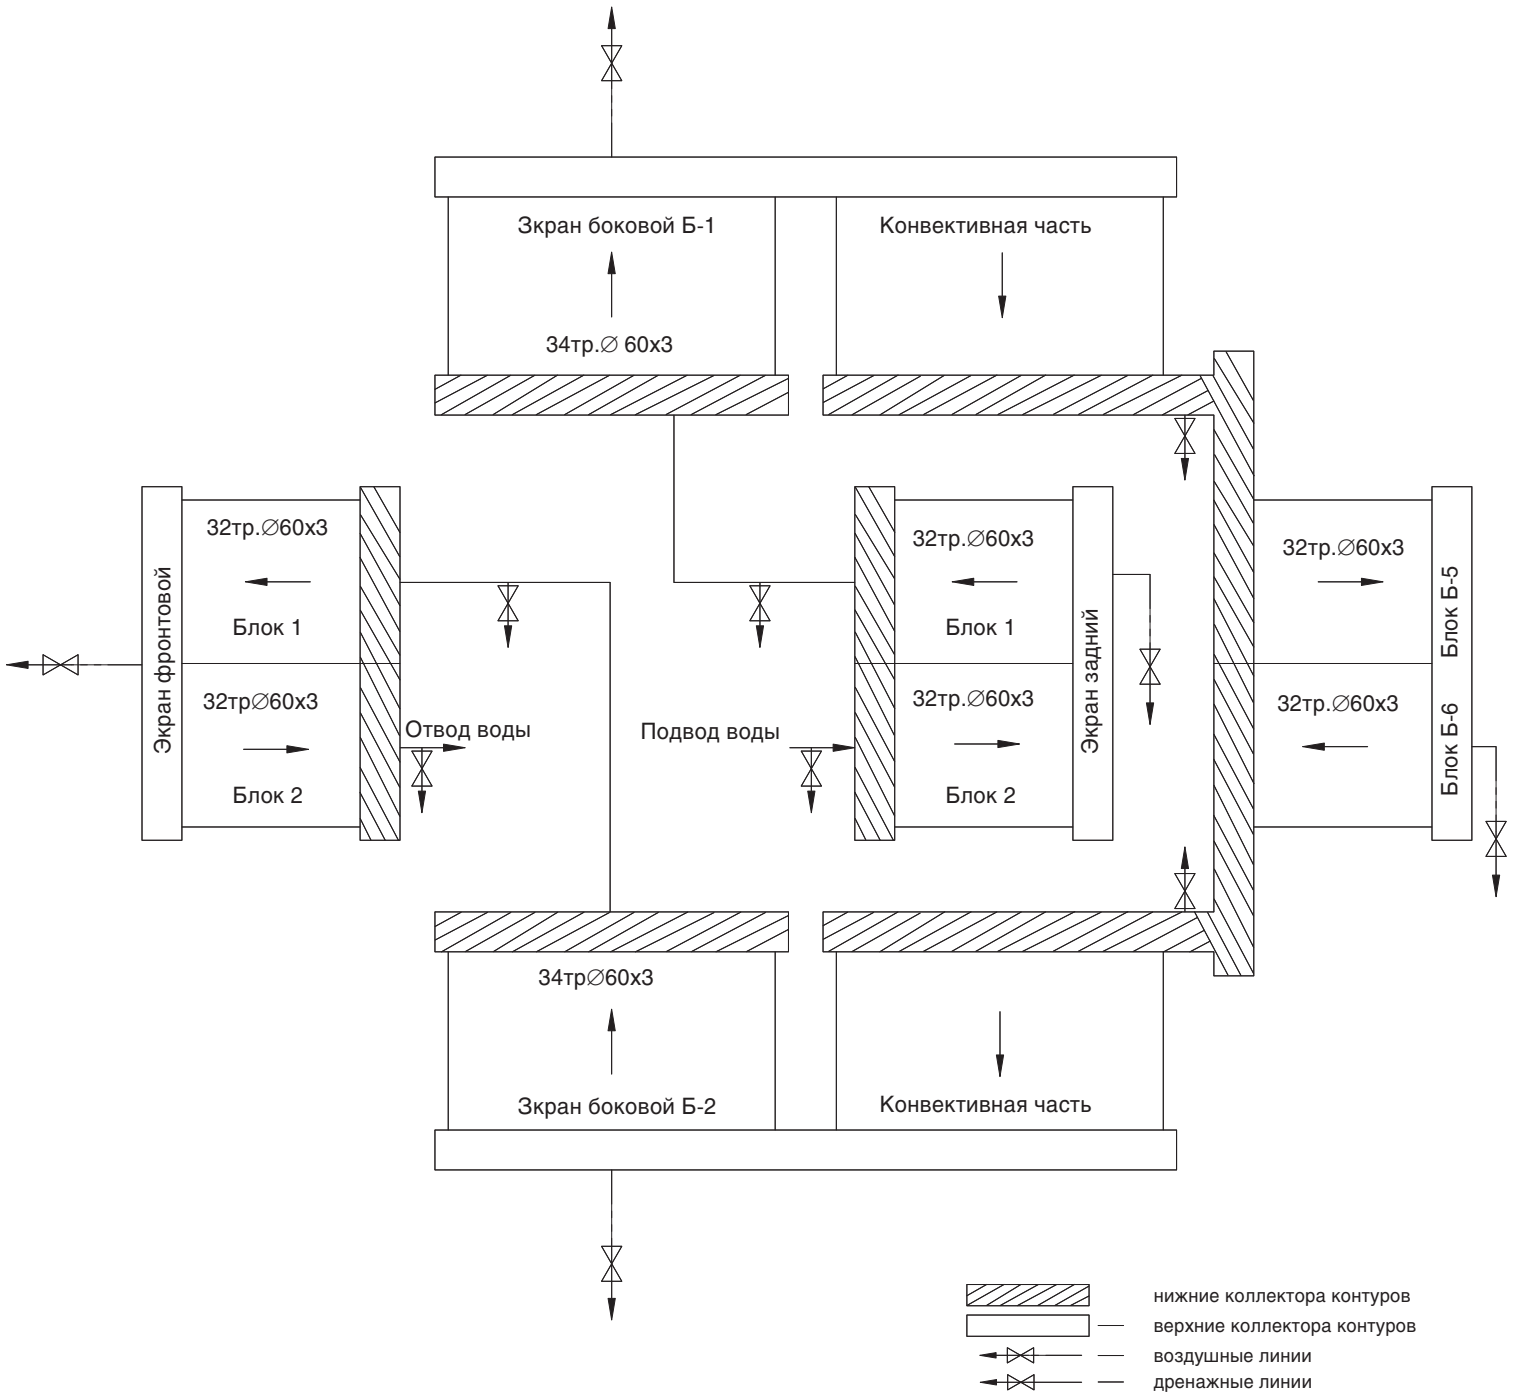 Зкран боковой Б-1
Конвективная часть
34тр.∅ 60х3
Экран фронтовой
32тр.∅60х3
Блок 1
32тр∅60х3
Блок 2
Отвод воды
Подвод воды
32тр.∅60х3
Блок 1
32тр.∅60х3
Блок 2
Экран задний
32тр.∅60х3
Блок Б-5
32тр.∅60х3
Блок Б-6
34тр∅60х3
Зкран боковой Б-2
Конвективная часть
нижние коллектора контуров
верхние коллектора контуров
воздушные линии
дренажные линии